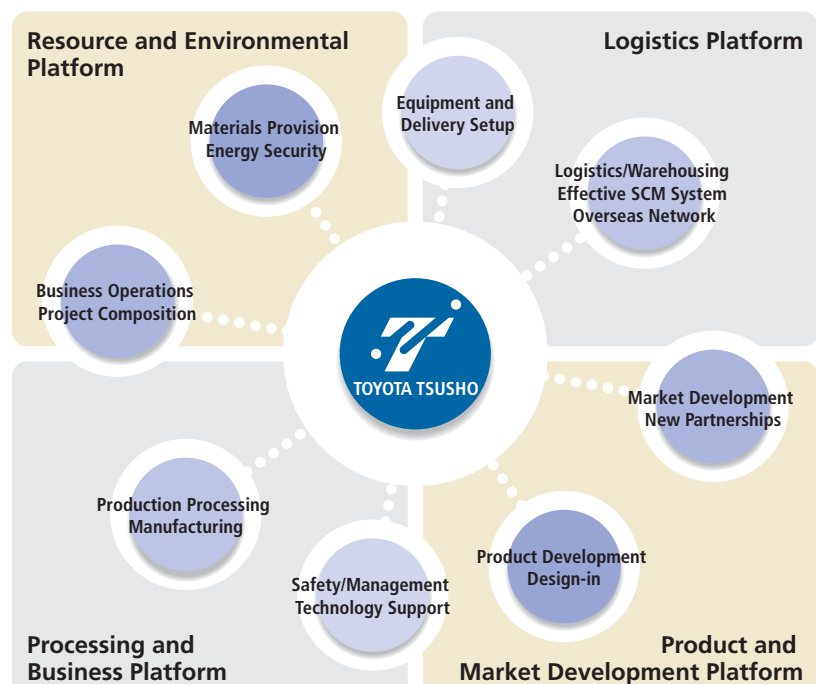 Resource and Environmental
Platform
Logistics Platform
Equipment and
Delivery Setup
Materials Provision
Energy Security
Logistics/Warehousing
Effective SCM System
Overseas Network
Business Operations
Project Composition
TOYOTA TSUSHO
Market Development
New Partnerships
Production Processing
Manufacturing
Product Development
Design-in
Safety/Management
Technology Support
Processing and
Business Platform
Product and
Market Development Platform